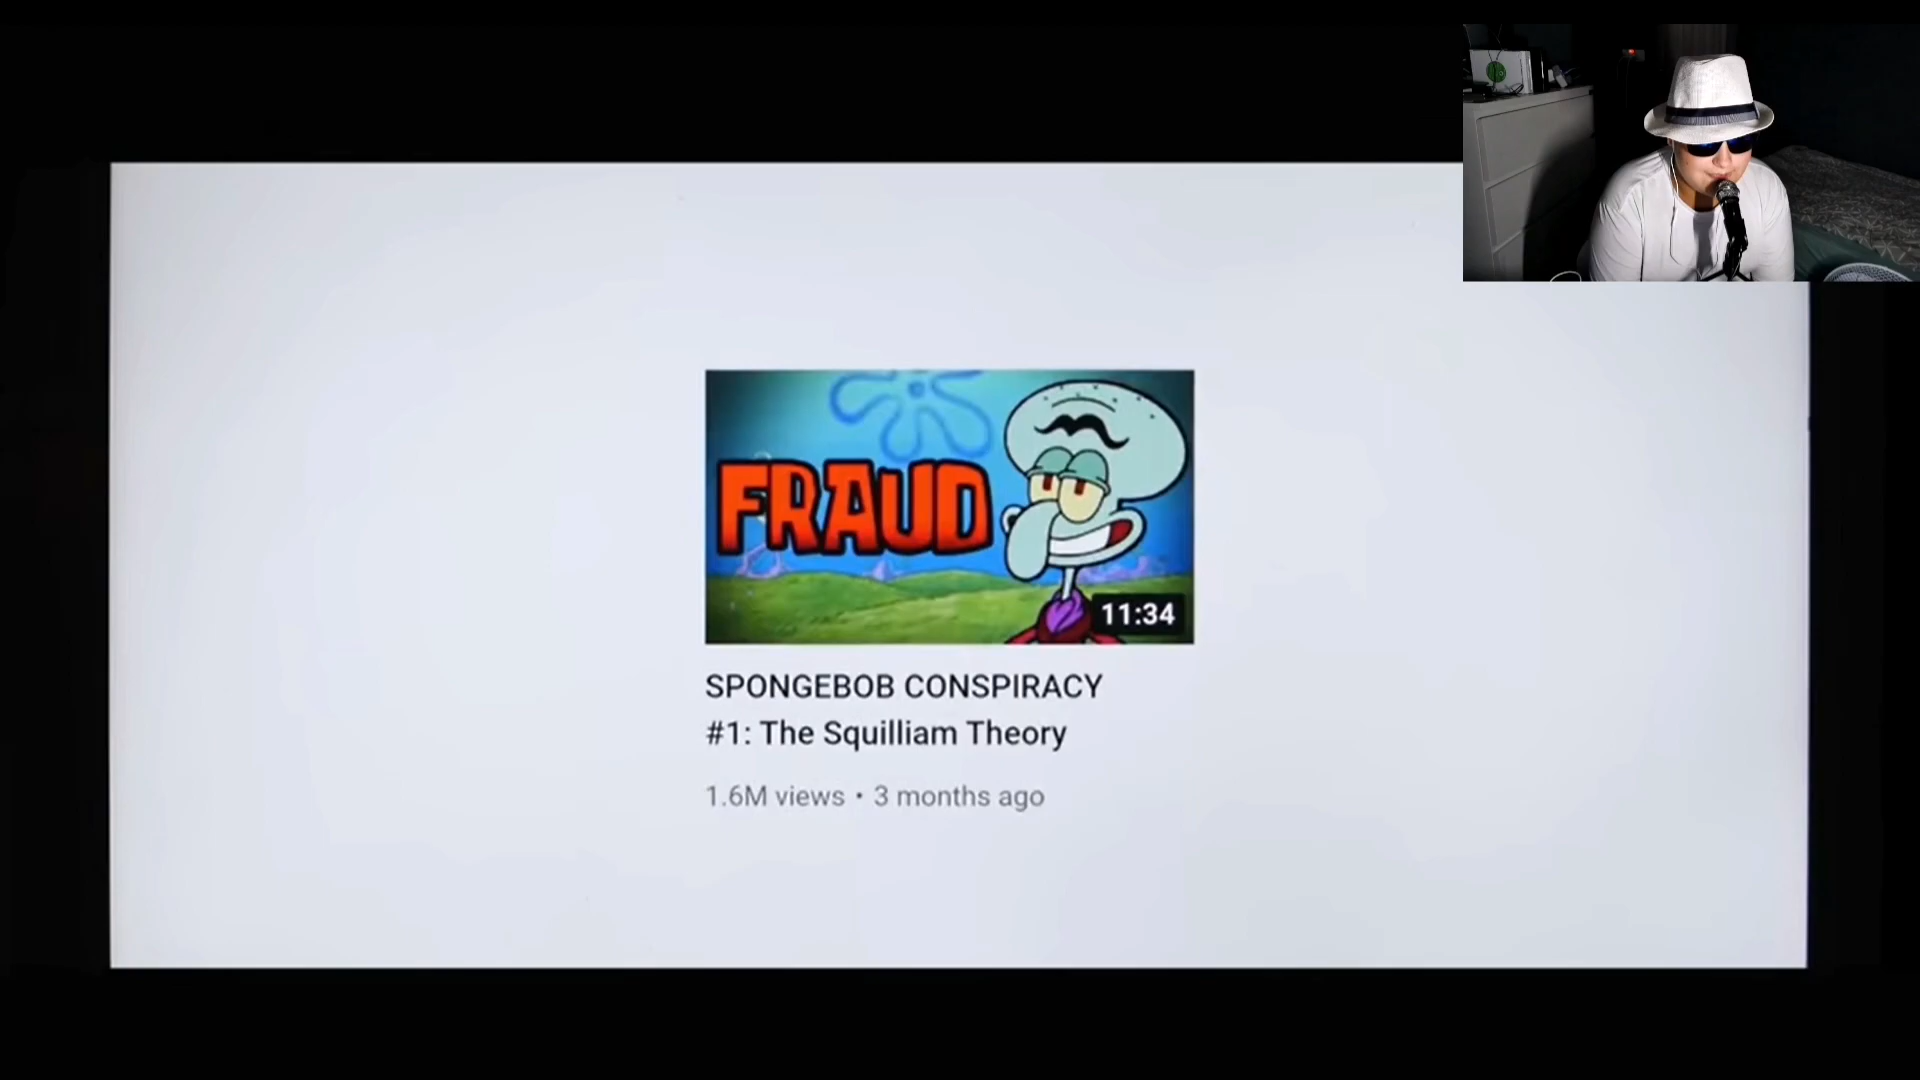 FRAUD
11:34
SPONGEBOB CONSPIRACY
#1: The Squilliam Theory
1.6M views • 3 months ago